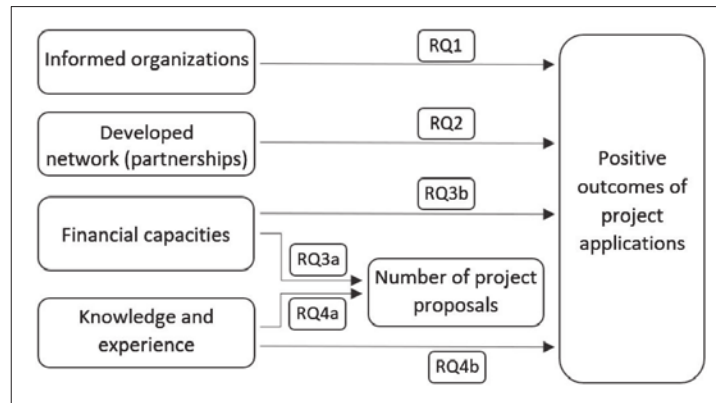 Informed organizations
RQ1
Developed
network (partnerships)
RQ2
Financial capacities
RQ3b
RQ3a
Number of project
proposals
Knowledge and
experience
RQ4a
RQ4b
Positive
outcomes of
project
applications